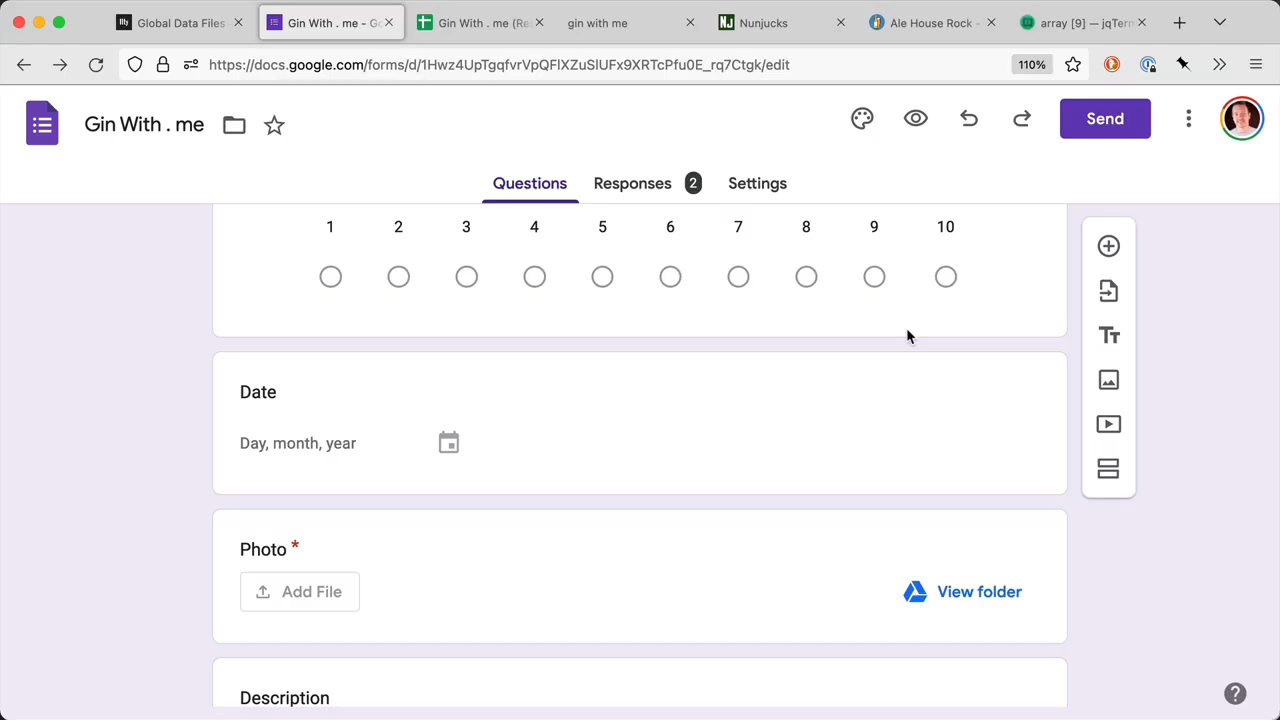 Global Data Files
Gin With . me - Go
Gin With . me (Re
gin with me
Nunjucks
Ale House Rock -
array [9] — jqTerm
https://docs.google.com/forms/d/1Hwz4UpTgqfvrVpQFlXZuSlUFx9XRTcPfu0E_rq7Ctgk/edit
110%
Gin With . me
Send
Questions
Responses 2
Settings
1 2 3 4 5 6 7 8 9 10
Date
Day, month, year
Photo *
Add File
View folder
Description